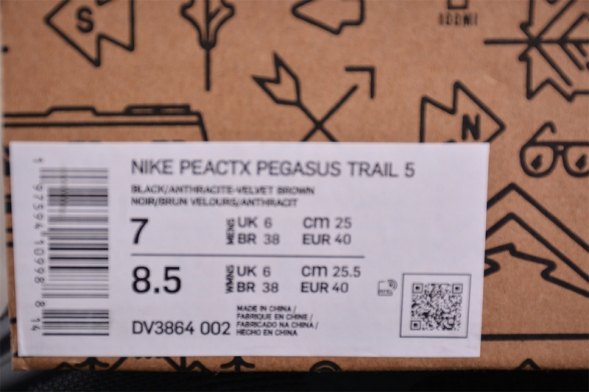 S
N
NIKE PEACTX PEGASUS TRAIL 5
BLACK/ANTHRACITE-VELVET BROWN
NOIR/BRUN VELOURS/ANTHRACIT
7 MENS UK 6 CM 25
BR 38 EUR 40
8.5 WMNS UK 6 CM 25.5
BR 38 EUR 40
DV3864 002
MADE IN CHINA /
FABRIQUE EN CHINE /
FABRICADO NA CHINA /
HECHO EN CHINA